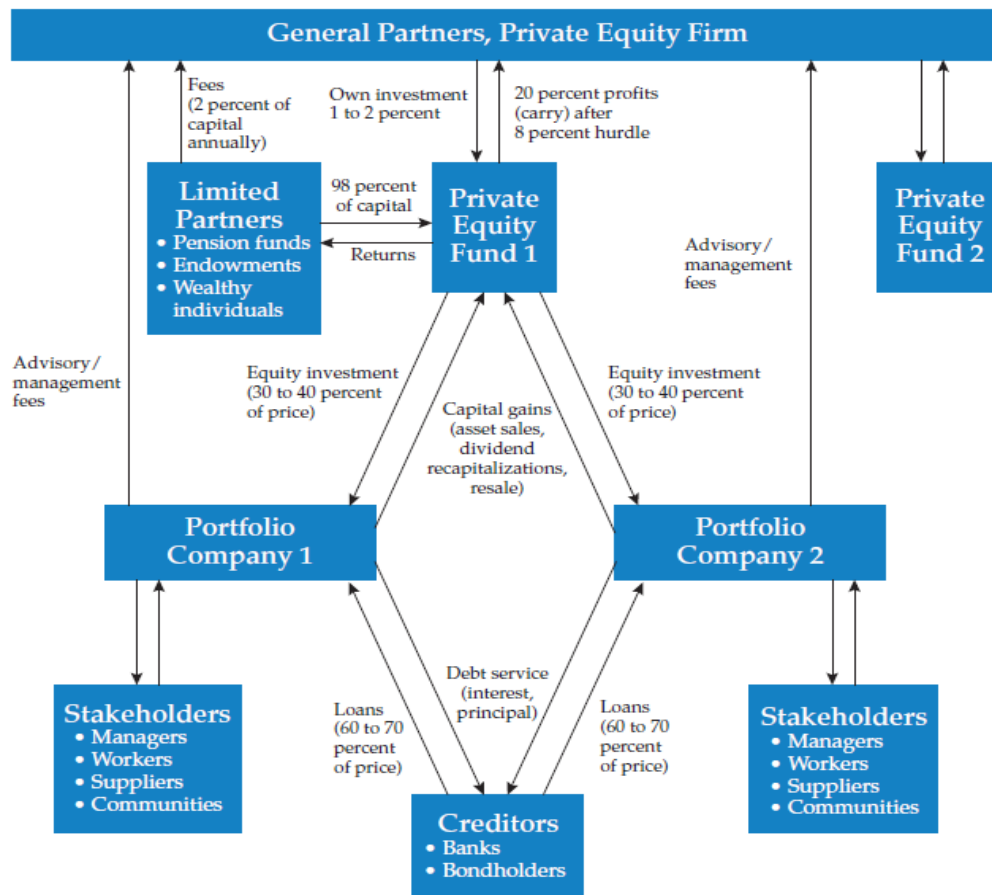 General Partners, Private Equity Firm
Fees
(2 percent of
capital
annually)
Own investment
1 to 2 percent
20 percent profits
(carry) after
8 percent hurdle
Limited
Partners
• Pension funds
• Endowments
• Wealthy
individuals
98 percent
of capital
Returns
Private
Equity
Fund 1
Advisory/
management
fees
Private
Equity
Fund 2
Advisory/
management
fees
Equity investment
(30 to 40 percent
of price)
Capital gains
(asset sales,
dividend
recapitalizations,
resale)
Equity investment
(30 to 40 percent
of price)
Portfolio
Company 1
Portfolio
Company 2
Stakeholders
• Managers
• Workers
• Suppliers
• Communities
Loans
(60 to 70
percent
of price)
Debt service
(interest,
principal)
Loans
(60 to 70
percent
of price)
Stakeholders
• Managers
• Workers
• Suppliers
• Communities
Creditors
• Banks
• Bondholders